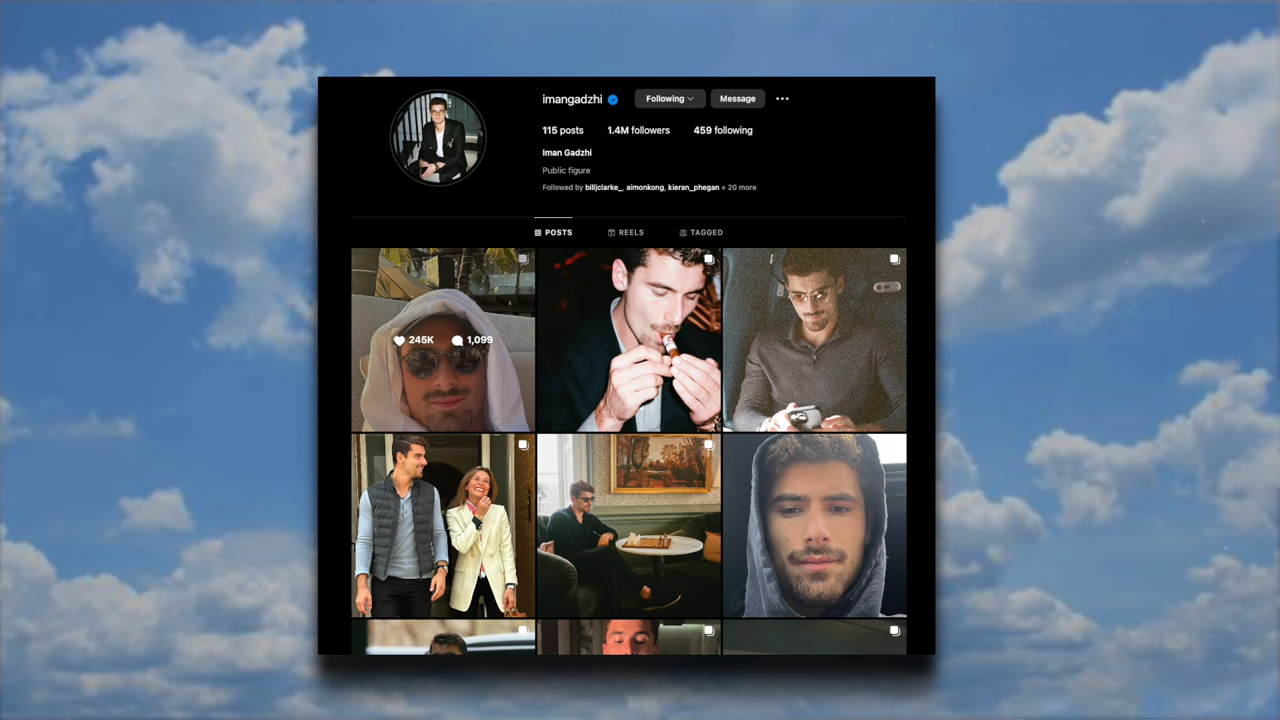 imangadzhi Following Message
115 posts 1.4M followers 459 following
Iman Gadzhi
Public figure
Followed by billjclarke_, aimonkong, kieran_phegan + 20 more
POSTS REELS TAGGED
245K 1,099